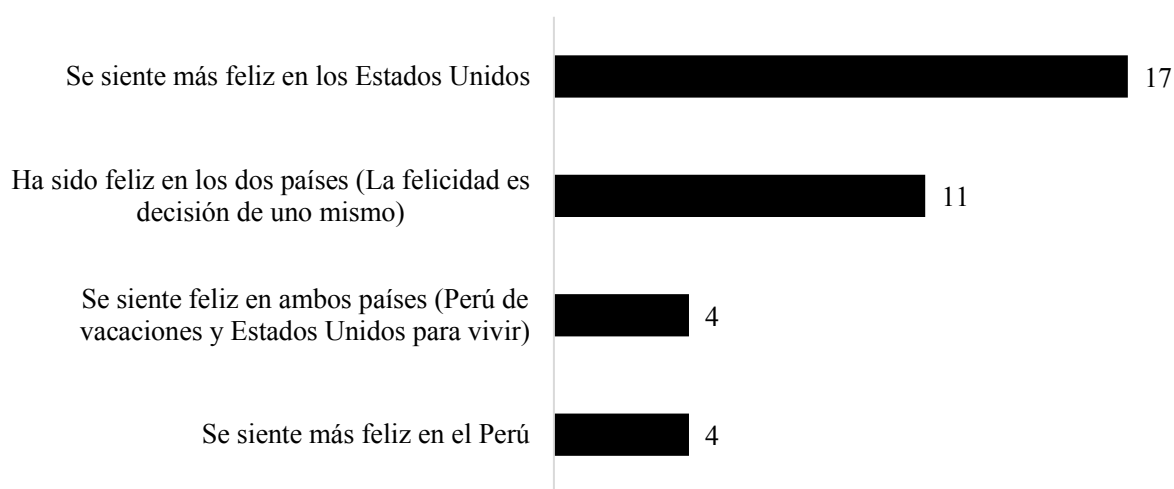 Se siente más feliz en los Estados Unidos
17
Ha sido feliz en los dos países (La felicidad es
decisión de uno mismo)
11
Se siente feliz en ambos países (Perú de
vacaciones y Estados Unidos para vivir)
4
Se siente más feliz en el Perú
4